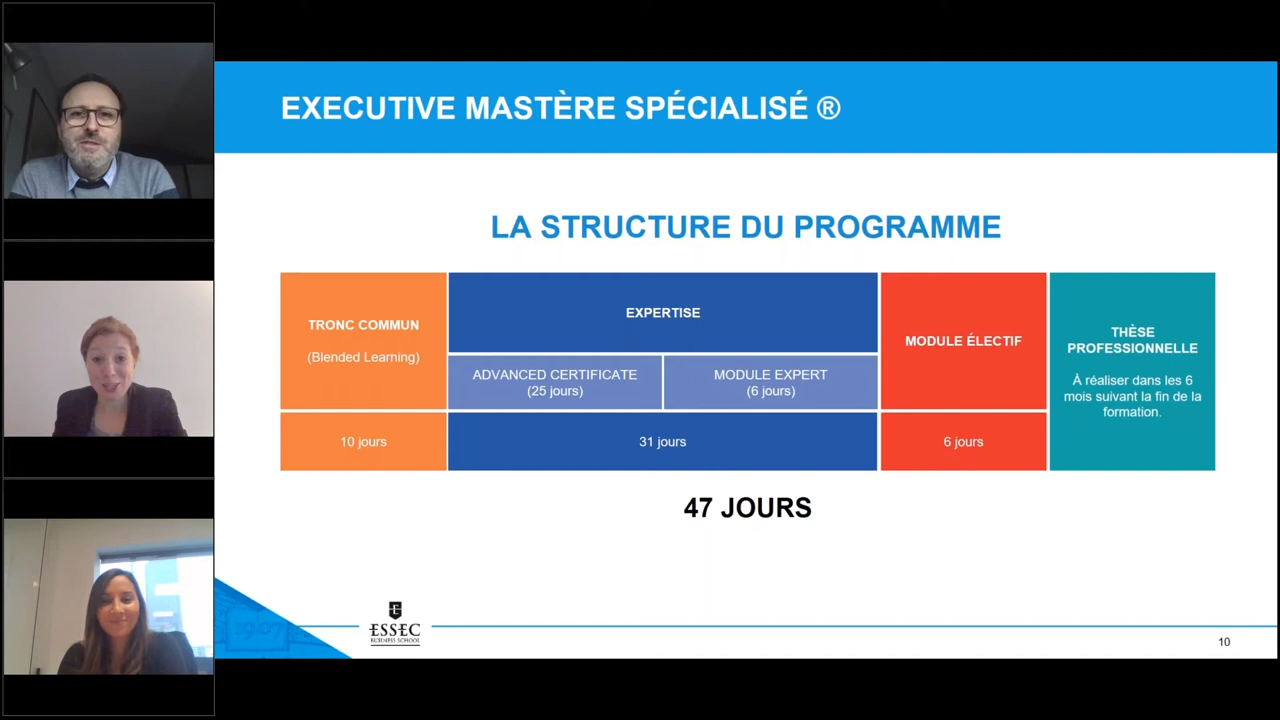 EXECUTIVE MASTÈRE SPÉCIALISÉ ®
LA STRUCTURE DU PROGRAMME
TRONC COMMUN
(Blended Learning)
10 jours
EXPERTISE
ADVANCED CERTIFICATE
(25 jours)
MODULE EXPERT
(6 jours)
31 jours
MODULE ÉLECTIF
6 jours
THÈSE
PROFESSIONNELLE
À réaliser dans les 6
mois suivant la fin de la
formation.
47 JOURS
1907
ESSEC
BUSINESS SCHOOL
10